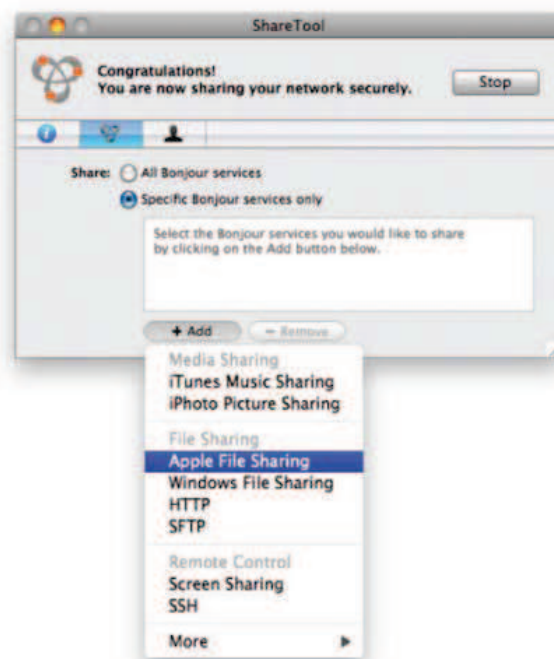 ShareTool
Congratulations!
You are now sharing your network securely.
Stop
Share: All Bonjour services
Specific Bonjour services only
Select the Bonjour services you would like to share
by clicking on the Add button below.
+ Add
− Remove
Media Sharing
iTunes Music Sharing
iPhoto Picture Sharing
File Sharing
Apple File Sharing
Windows File Sharing
HTTP
SFTP
Remote Control
Screen Sharing
SSH
More